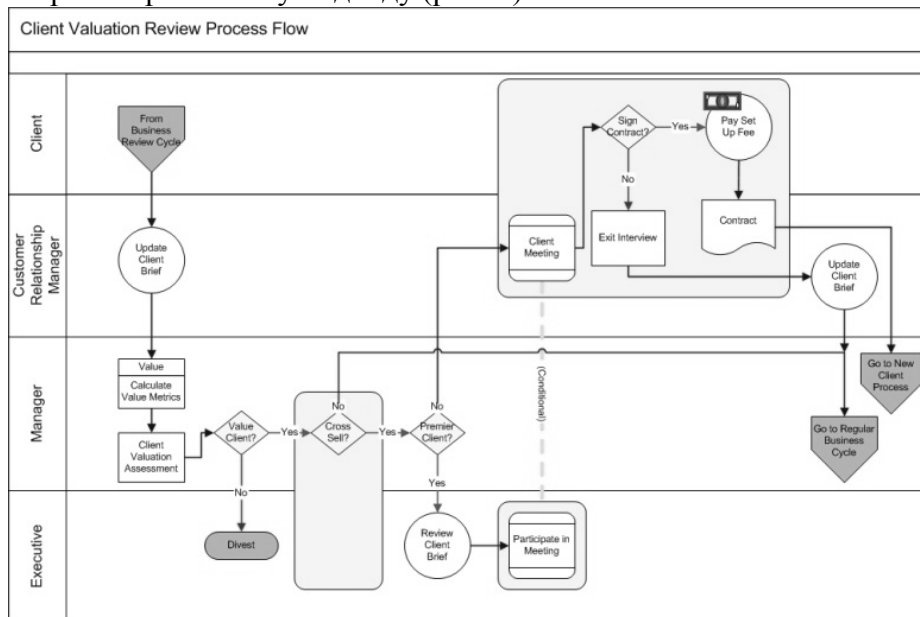 Client Valuation Review Process Flow
Client
From
Business
Review Cycle
Sign
Contract?
Yes
Pay Set
Up Fee
No
Customer
Relationship
Manager
Update
Client
Brief
Client
Meeting
Exit Interview
Contract
Update
Client
Brief
Manager
Value
Calculate
Value Metrics
Client
Valuation
Assessment
Value
Client?
Yes
No
Cross
Sell?
No
Yes
Premier
Client?
No
Yes
(Conditional)
Go to New
Client
Process
Go to Regular
Business
Cycle
Executive
Divest
Review
Client
Brief
Participate in
Meeting